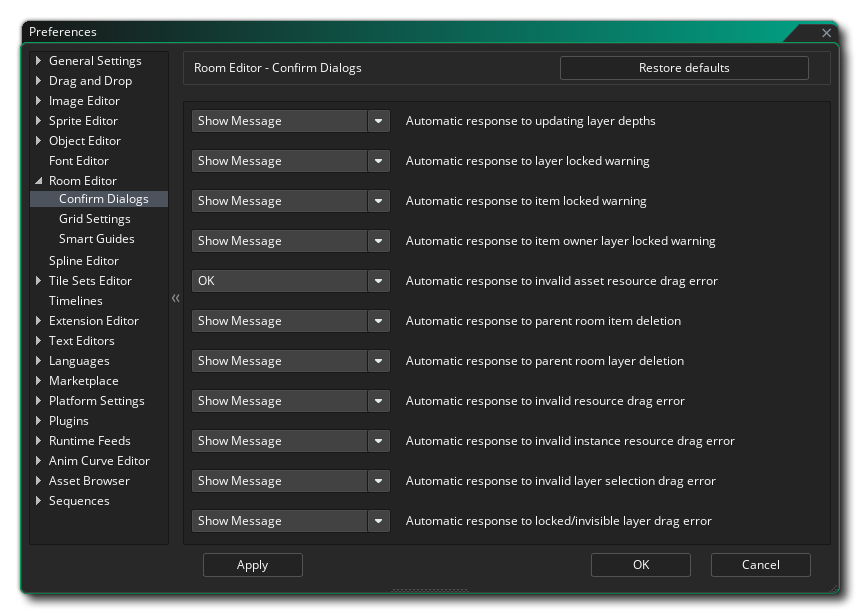 Preferences
General Settings
Drag and Drop
Image Editor
Sprite Editor
Object Editor
Font Editor
Room Editor
Confirm Dialogs
Grid Settings
Smart Guides
Spline Editor
Tile Sets Editor
Timelines
Extension Editor
Text Editors
Languages
Marketplace
Platform Settings
Plugins
Runtime Feeds
Anim Curve Editor
Asset Browser
Sequences
Room Editor - Confirm Dialogs
Restore defaults
Show Message Automatic response to updating layer depths
Show Message Automatic response to layer locked warning
Show Message Automatic response to item locked warning
Show Message Automatic response to item owner layer locked warning
OK Automatic response to invalid asset resource drag error
Show Message Automatic response to parent room item deletion
Show Message Automatic response to parent room layer deletion
Show Message Automatic response to invalid resource drag error
Show Message Automatic response to invalid instance resource drag error
Show Message Automatic response to invalid layer selection drag error
Show Message Automatic response to locked/invisible layer drag error
Apply
OK
Cancel